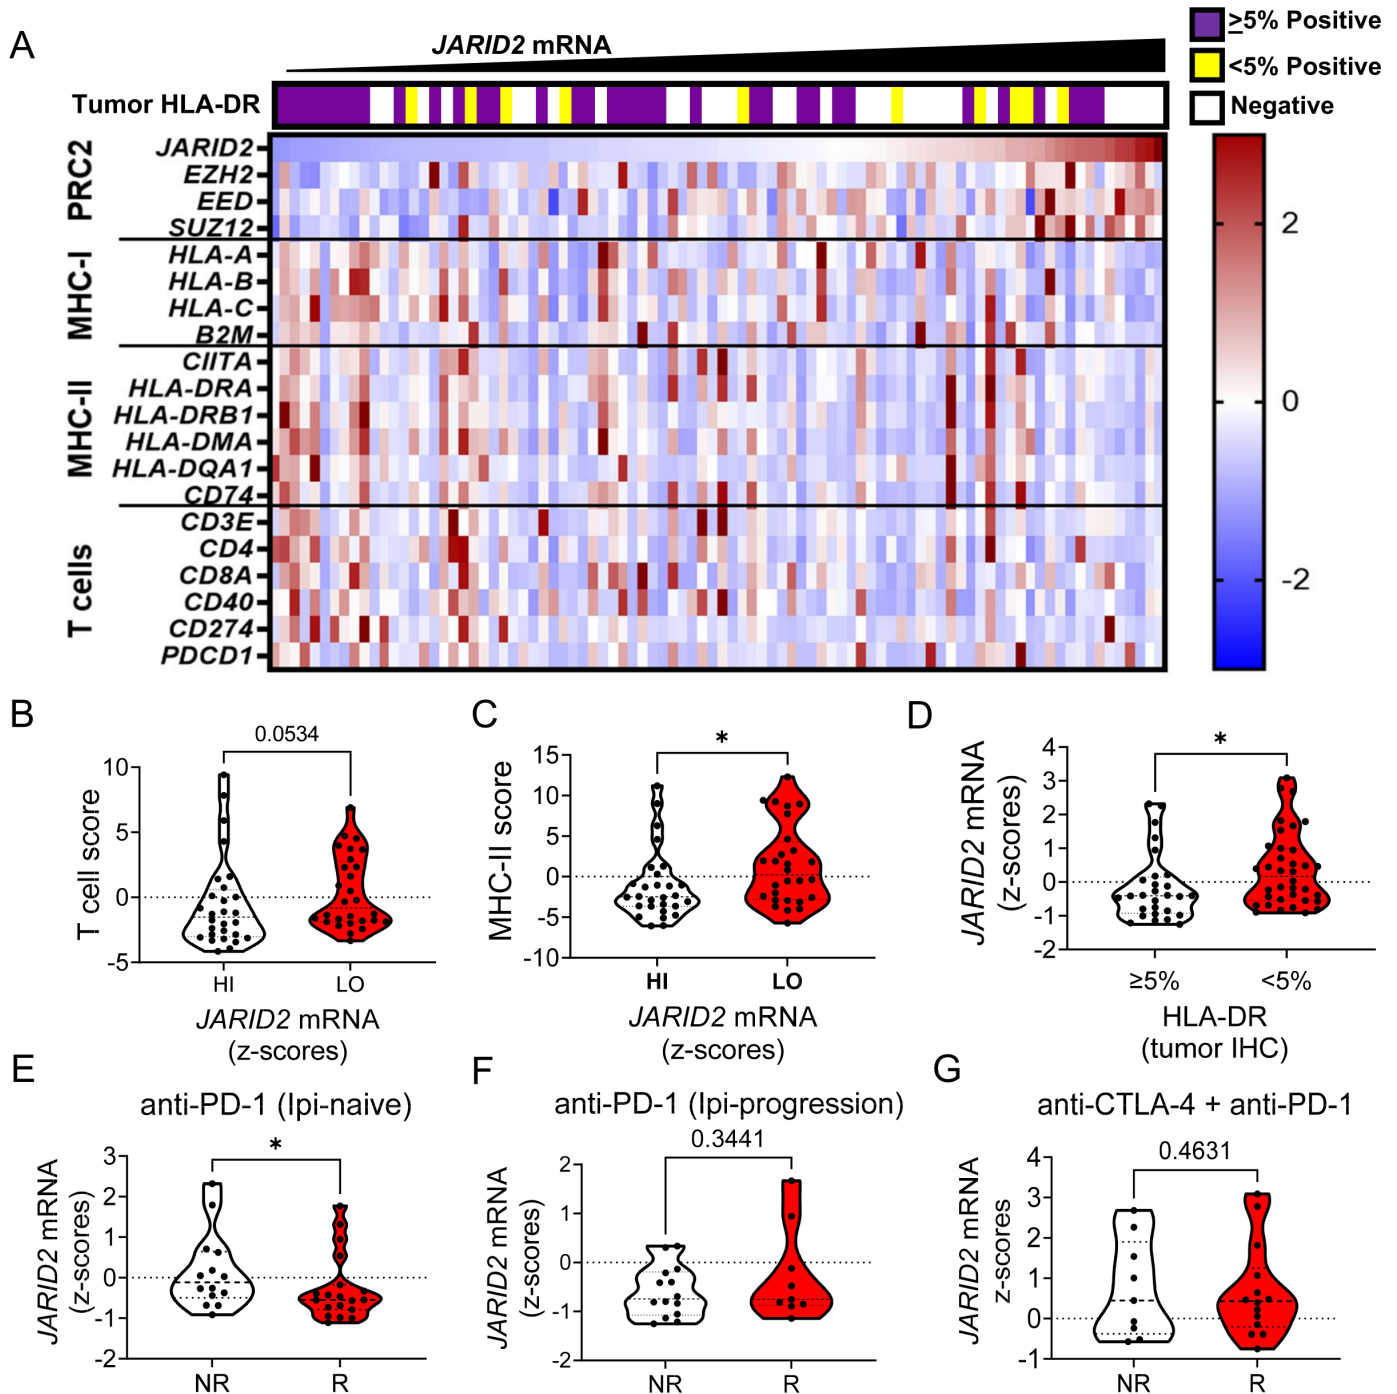 A
JARID2 mRNA
≥5% Positive
<5% Positive
Negative
Tumor HLA-DR
PRC2
JARID2
EZH2
EED
SUZ12
MHC-I
HLA-A
HLA-B
HLA-C
B2M
MHC-II
CIITA
HLA-DRA
HLA-DRB1
HLA-DMA
HLA-DQA1
CD74
T cells
CD3E
CD4
CD8A
CD40
CD274
PDCD1
2
0
-2
B
0.0534
T cell score
10
5
0
-5
HI
LO
JARID2 mRNA
(z-scores)
C
*
MHC-II score
15
10
5
0
-5
-10
HI
LO
JARID2 mRNA
(z-scores)
D
*
JARID2 mRNA
(z-scores)
4
3
2
1
0
-1
-2
≥5%
<5%
HLA-DR
(tumor IHC)
E
anti-PD-1 (Ipi-naive)
*
JARID2 mRNA
(z-scores)
3
2
1
0
-1
-2
NR
R
F
anti-PD-1 (Ipi-progression)
0.3441
JARID2 mRNA
(z-scores)
2
1
0
-1
-2
NR
R
G
anti-CTLA-4 + anti-PD-1
0.4631
JARID2 mRNA
z-scores
4
3
2
1
0
-1
NR
R